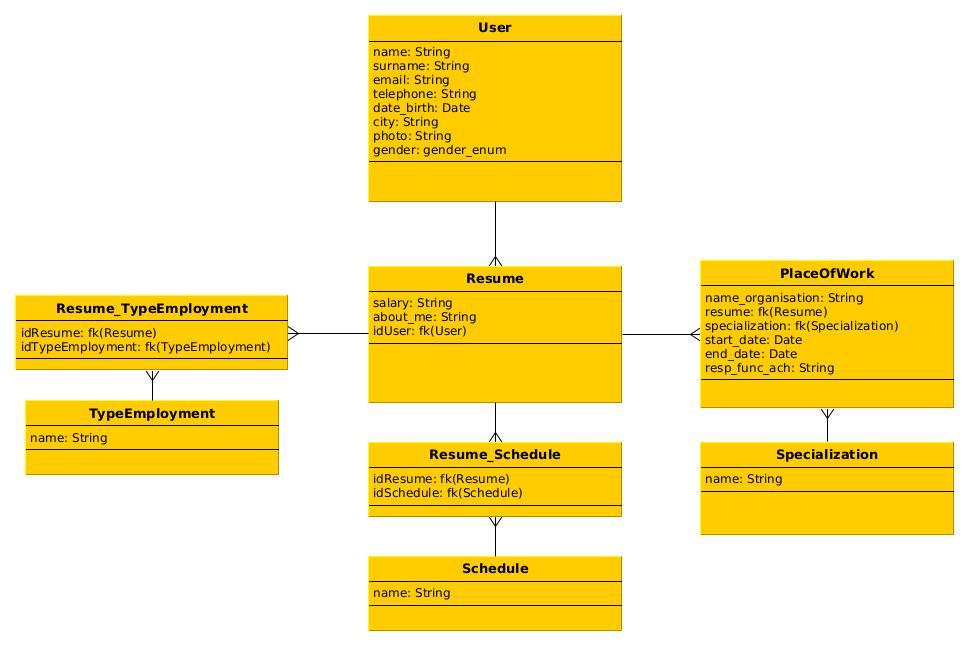 User
name: String
surname: String
email: String
telephone: String
date_birth: Date
city: String
photo: String
gender: gender_enum
Resume
salary: String
about_me: String
idUser: fk(User)
PlaceOfWork
name_organisation: String
resume: fk(Resume)
specialization: fk(Specialization)
start_date: Date
end_date: Date
resp_func_ach: String
Resume_TypeEmployment
idResume: fk(Resume)
idTypeEmployment: fk(TypeEmployment)
TypeEmployment
name: String
Resume_Schedule
idResume: fk(Resume)
idSchedule: fk(Schedule)
Specialization
name: String
Schedule
name: String